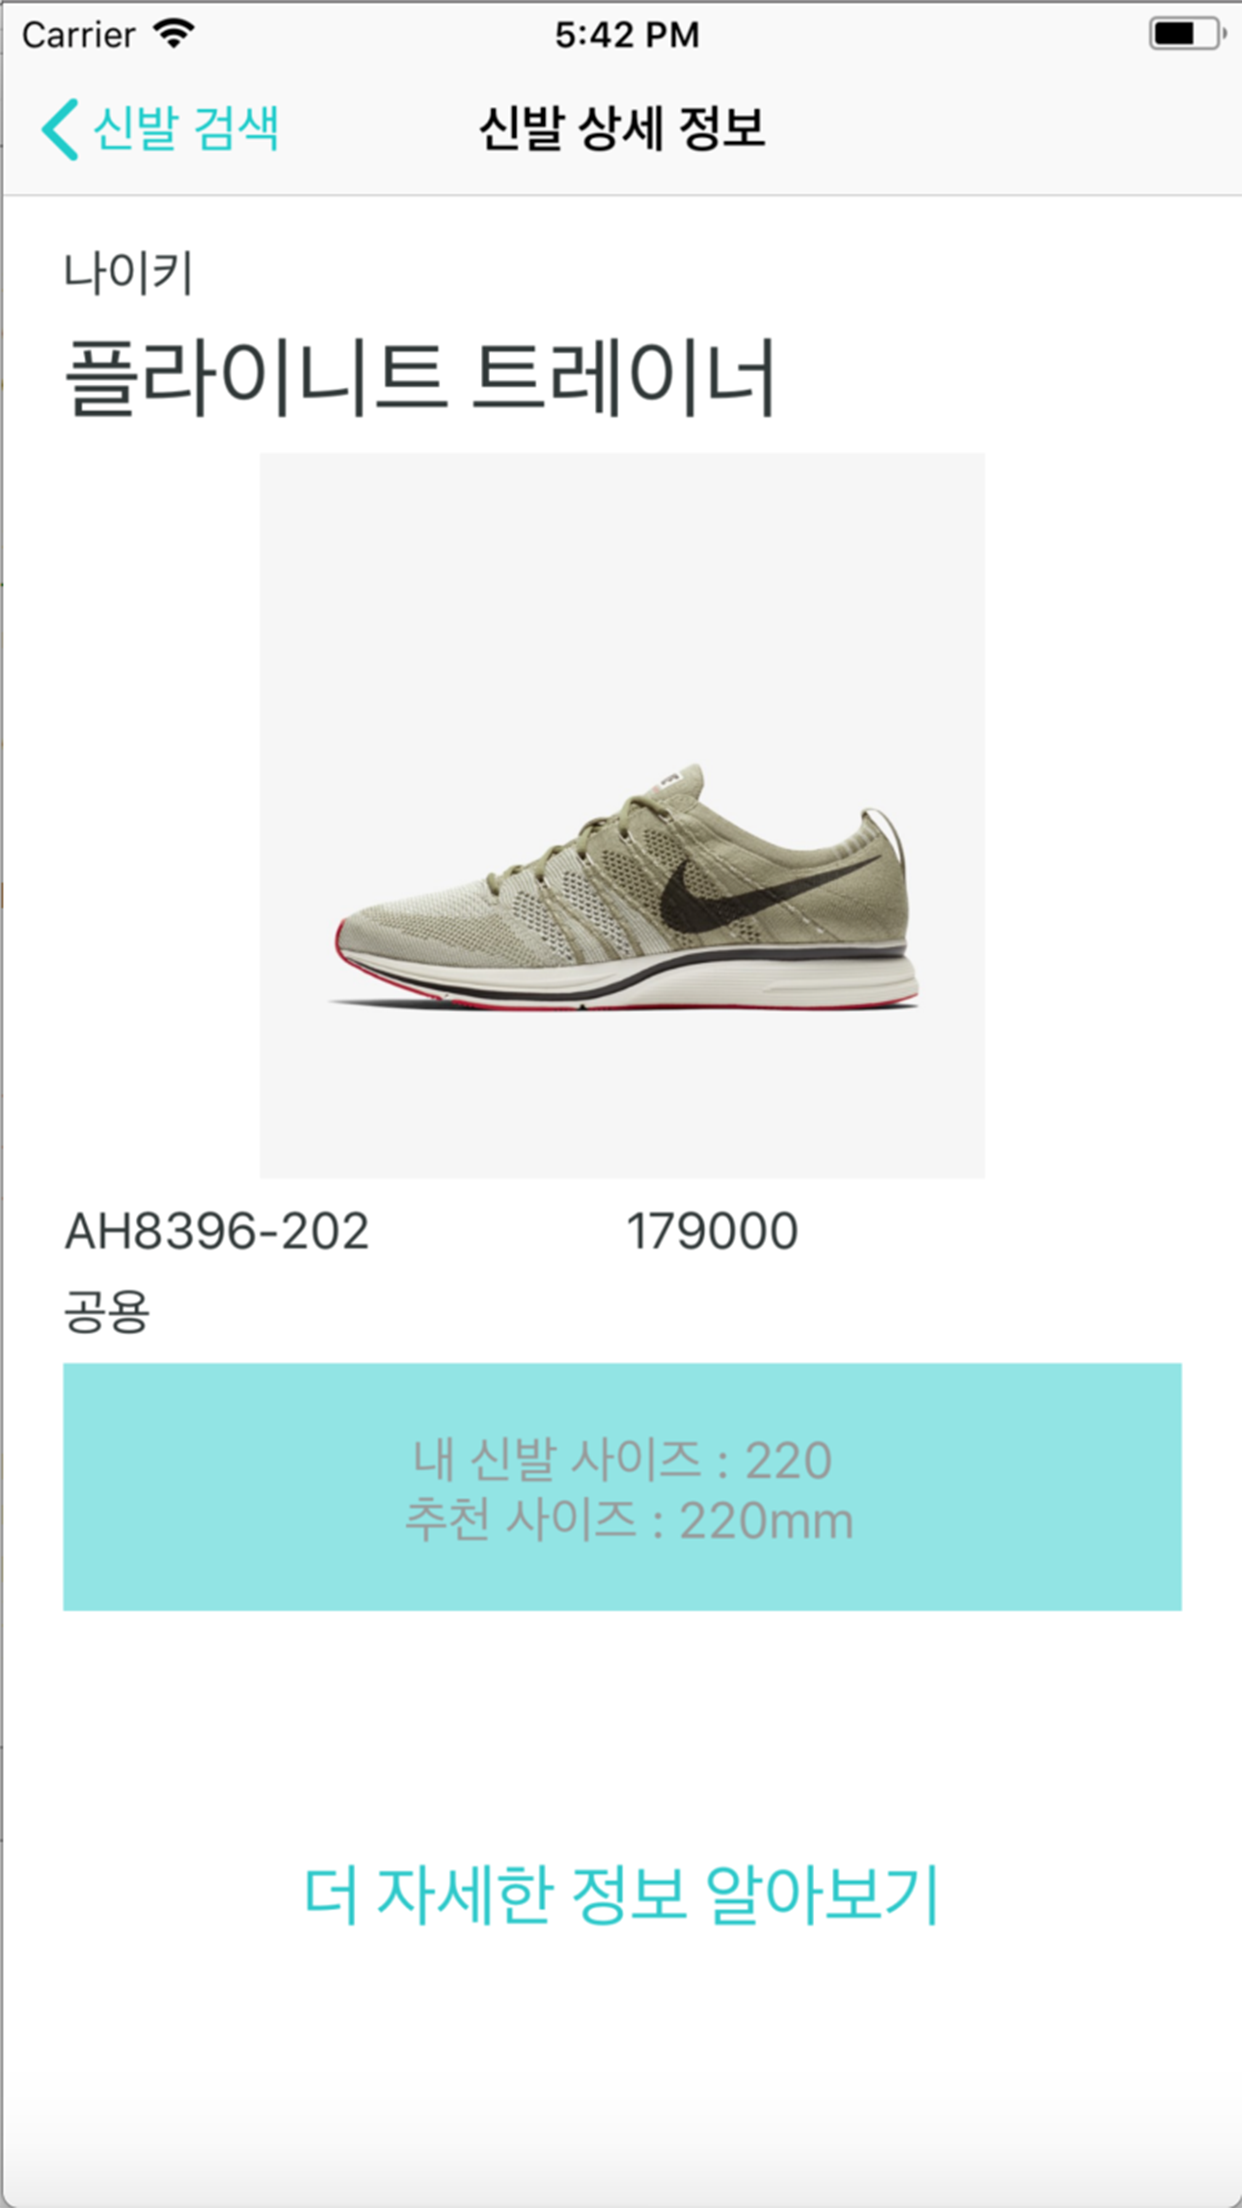 Carrier 5:42 PM
신발 검색 신발 상세 정보
나이키
플라이니트 트레이너
AH8396-202 179000
공용
내 신발 사이즈 : 220
추천 사이즈 : 220mm
더 자세한 정보 알아보기